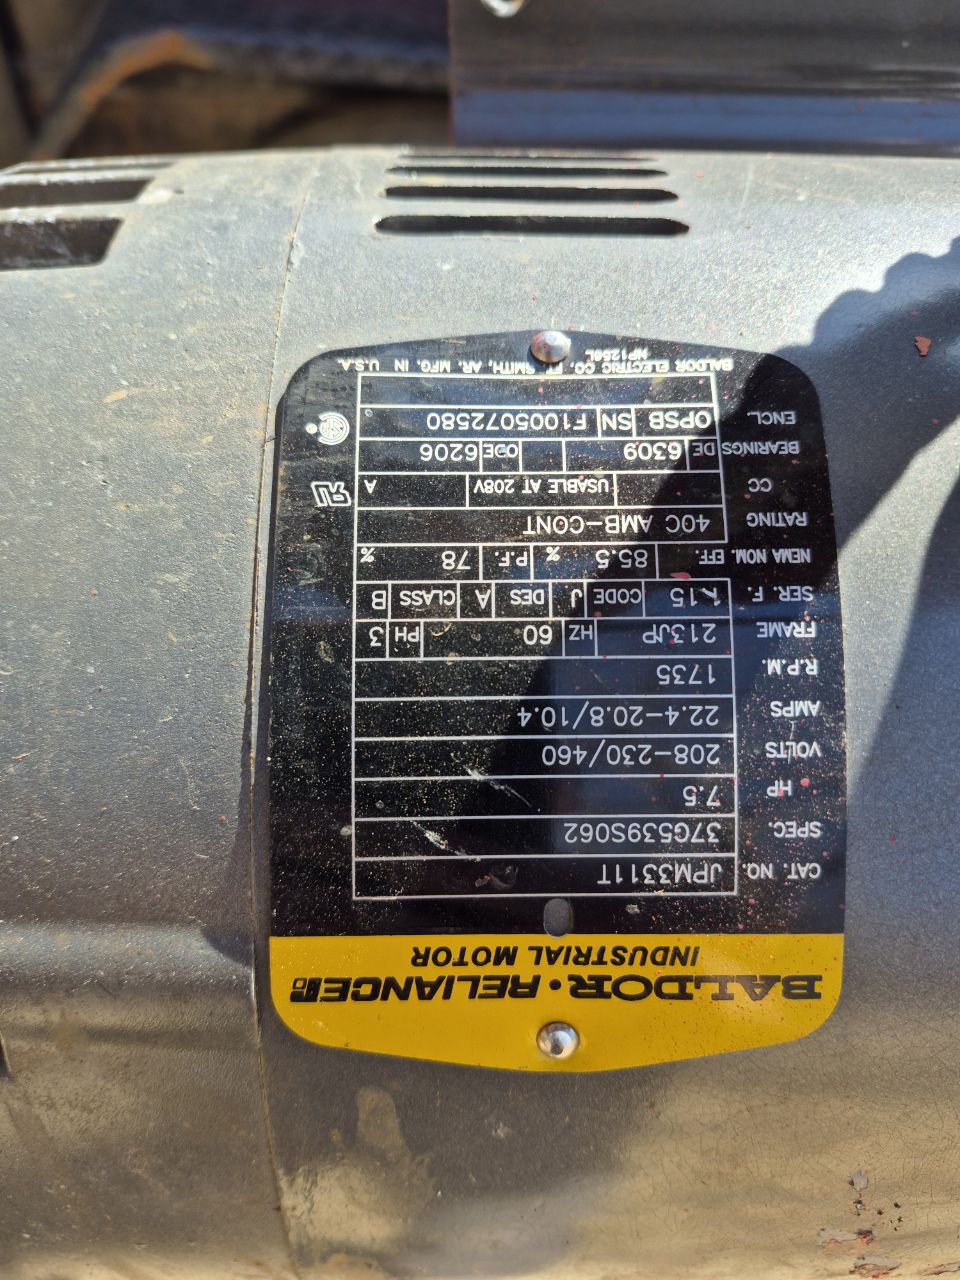 BALDOR · RELIANCER
INDUSTRIAL MOTOR
CAT. NO. JPM3311T
SPEC. 37G539S062
HP 7.5
VOLTS 208-230/460
AMPS 22.4-20.8/10.4
R.P.M. 1735
FRAME 213JP HZ 60 PH 3
SER. F. 1.15 CODE J DES A CLASS B
NEMA NOM. EFF. 85.5 % P.F. 78 %
RATING 40C AMB-CONT
CC USABLE AT 208V A
BEARINGS DE 6309 ODE 6206
ENCL. OPSB SN F1005072580
NP1256L
BALDOR ELECTRIC CO. FT. SMITH, AR. MFG. IN U.S.A.